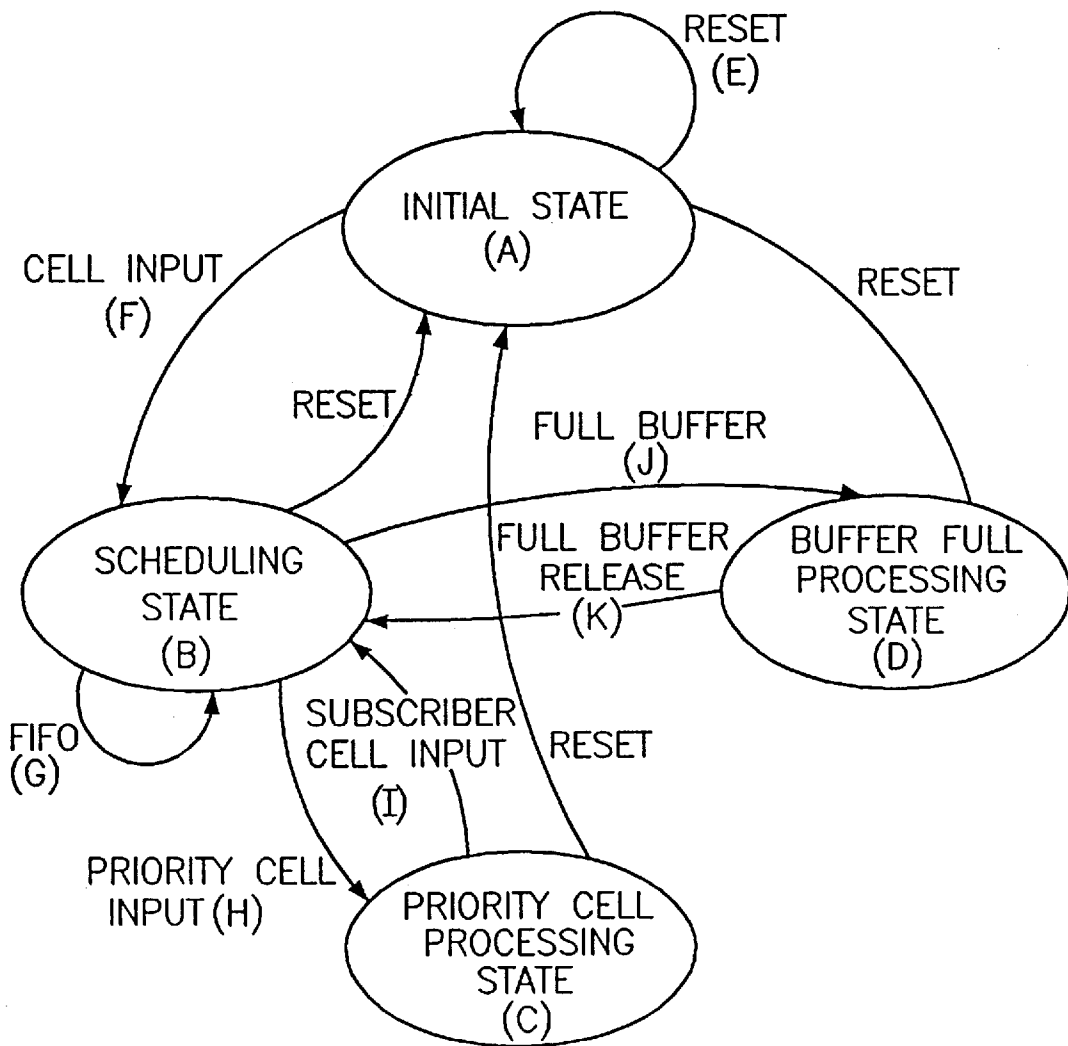 RESET
(E)
INITIAL STATE
(A)
CELL INPUT
(F)
RESET
RESET
FULL BUFFER
(J)
SCHEDULING
STATE
(B)
FULL BUFFER
RELEASE
(K)
BUFFER FULL
PROCESSING
STATE
(D)
FIFO
(G)
SUBSCRIBER
CELL INPUT
(I)
RESET
PRIORITY CELL
INPUT (H)
PRIORITY CELL
PROCESSING
STATE
(C)